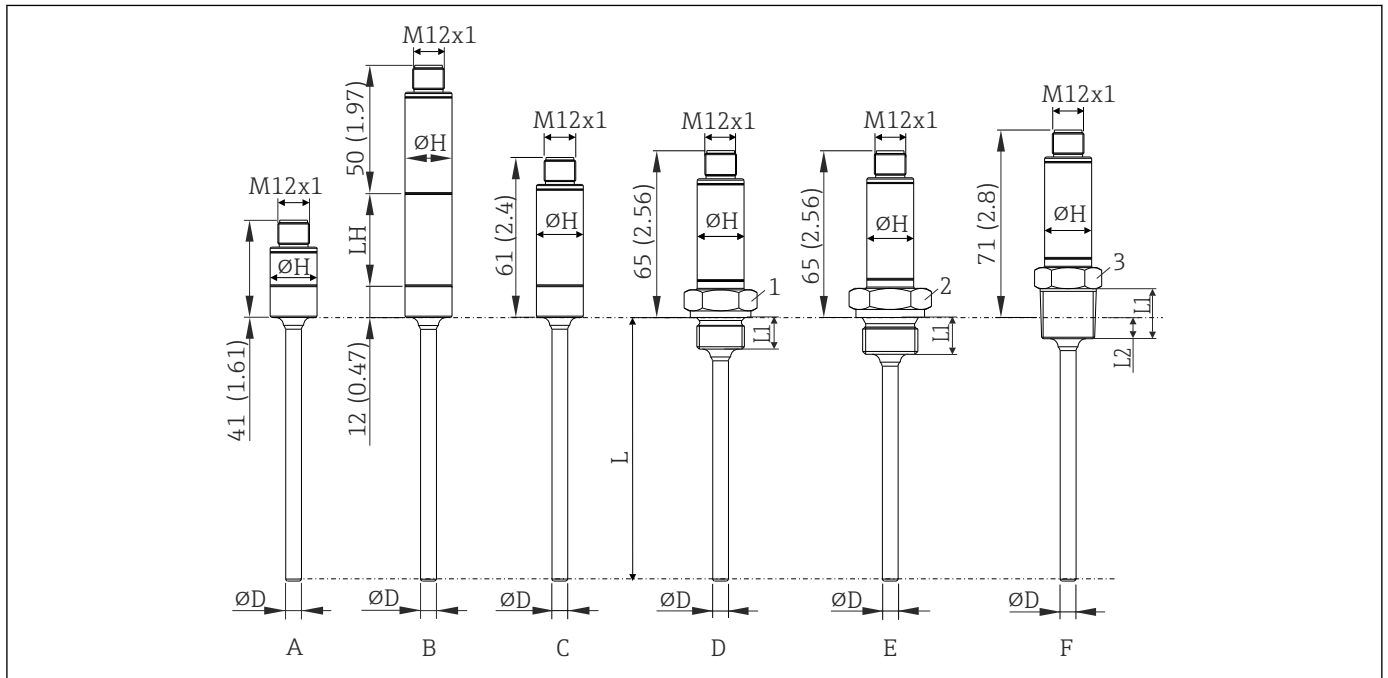 M12x1
50 (1.97)
ØH
LH
12 (0.47)
ØD
B
M12x1
ØH
41 (1.61)
ØD
A
M12x1
61 (2.4)
ØH
ØD
C
M12x1
65 (2.56)
ØH
1
L1
L
ØD
D
M12x1
65 (2.56)
ØH
2
L1
ØD
E
M12x1
71 (2.8)
ØH
3
L1
L2
ØD
F